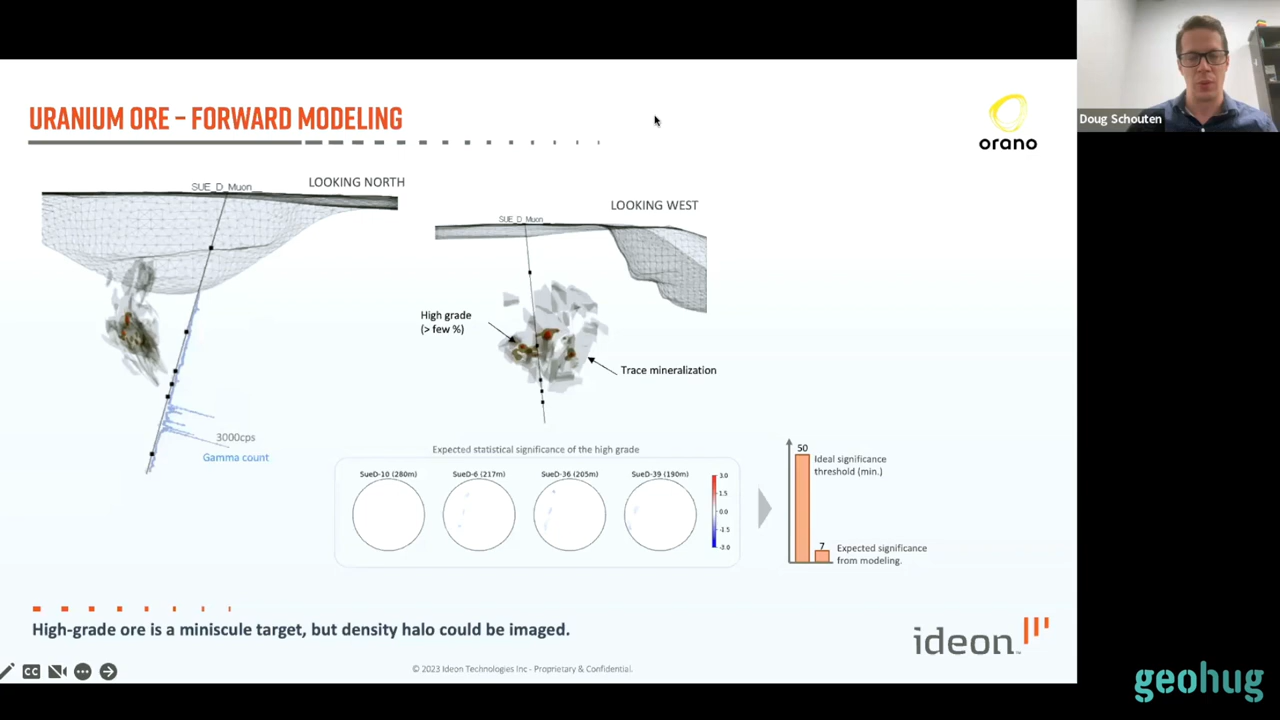 URANIUM ORE – FORWARD MODELING
orano
Doug Schouten
SUE_D_Muon_
LOOKING NORTH
LOOKING WEST
SUE_D_Muon_
High grade
(> few %)
Trace mineralization
3000cps
Gamma count
Expected statistical significance of the high grade
SueD-10 (280m)
SueD-6 (217m)
SueD-36 (205m)
SueD-39 (190m)
3.0
1.5
0.0
-1.5
-3.0
50
Ideal significance
threshold (min.)
7
Expected significance
from modeling.
High-grade ore is a miniscule target, but density halo could be imaged.
ideon
CC
© 2023 Ideon Technologies Inc - Proprietary & Confidential.
geohug